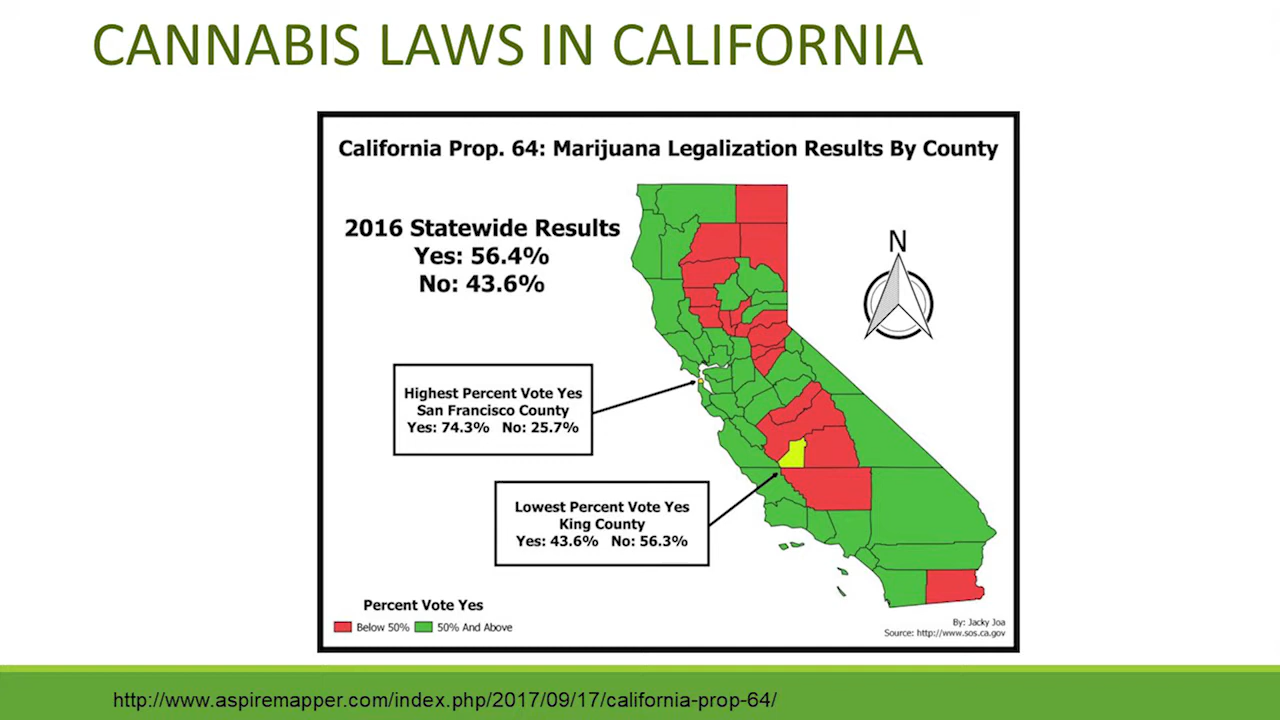 CANNABIS LAWS IN CALIFORNIA
California Prop. 64: Marijuana Legalization Results By County
2016 Statewide Results
Yes: 56.4%
No: 43.6%
N
Highest Percent Vote Yes
San Francisco County
Yes: 74.3% No: 25.7%
Lowest Percent Vote Yes
King County
Yes: 43.6% No: 56.3%
Percent Vote Yes
Below 50% 50% And Above
By: Jacky Joa
Source: http://www.sos.ca.gov
http://www.aspiremapper.com/index.php/2017/09/17/california-prop-64/